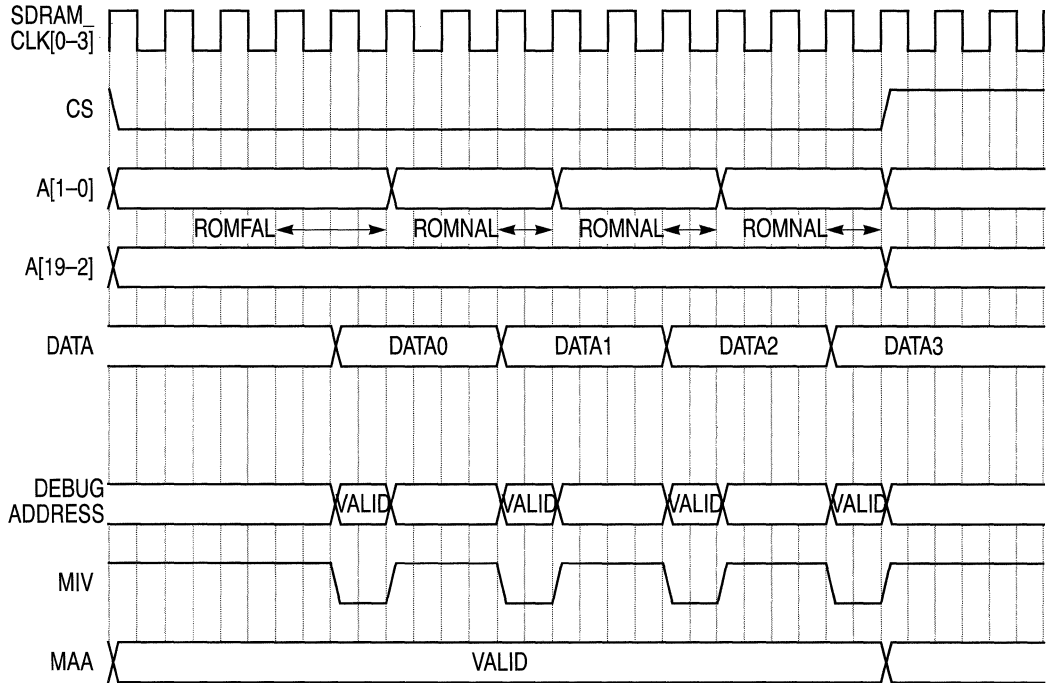 SDRAM_
CLK[0–3]
CS
A[1–0]
ROMFAL ROMNAL ROMNAL ROMNAL
A[19–2]
DATA DATA0 DATA1 DATA2 DATA3
DEBUG
ADDRESS VALID VALID VALID VALID
MIV
MAA VALID